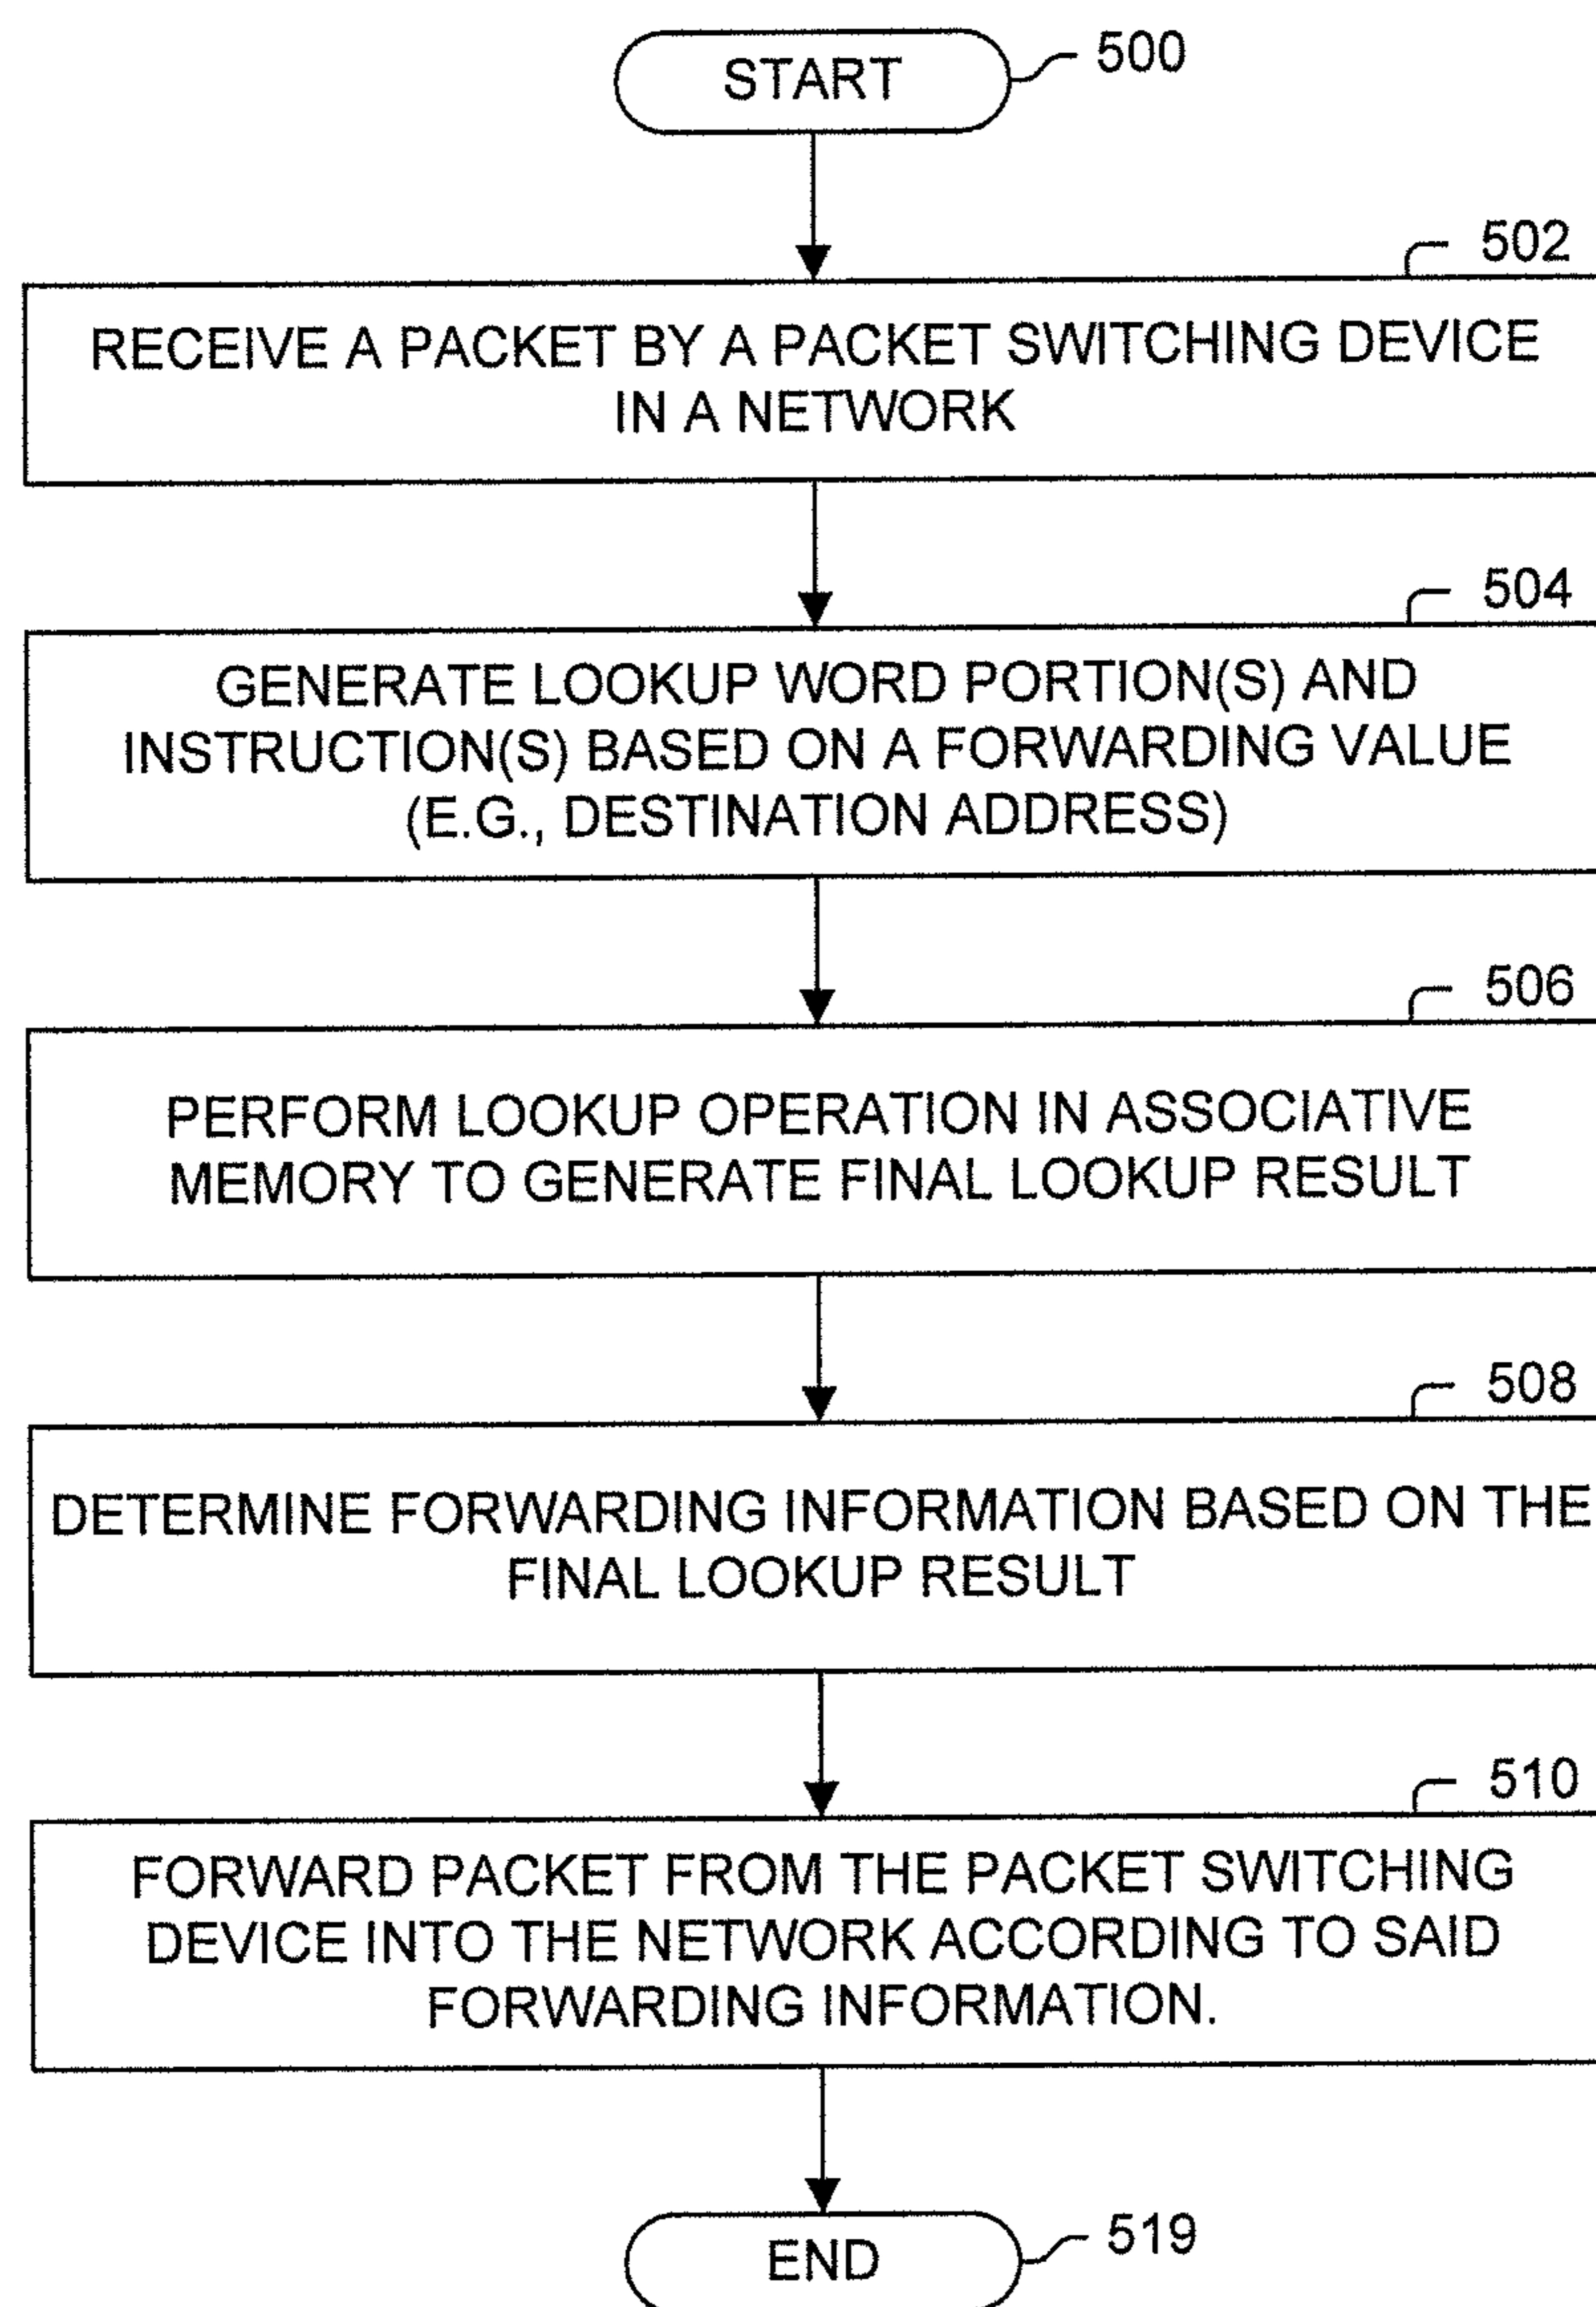 START
500
502
RECEIVE A PACKET BY A PACKET SWITCHING DEVICE
IN A NETWORK
504
GENERATE LOOKUP WORD PORTION(S) AND
INSTRUCTION(S) BASED ON A FORWARDING VALUE
(E.G., DESTINATION ADDRESS)
506
PERFORM LOOKUP OPERATION IN ASSOCIATIVE
MEMORY TO GENERATE FINAL LOOKUP RESULT
508
DETERMINE FORWARDING INFORMATION BASED ON THE
FINAL LOOKUP RESULT
510
FORWARD PACKET FROM THE PACKET SWITCHING
DEVICE INTO THE NETWORK ACCORDING TO SAID
FORWARDING INFORMATION.
END
519